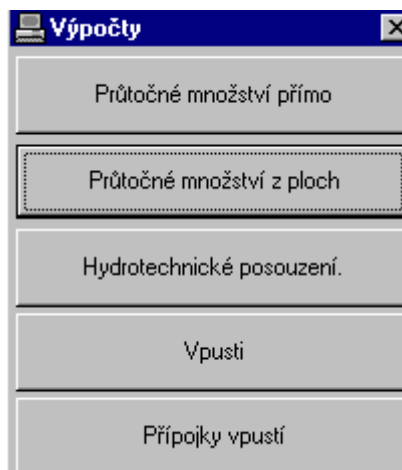 Výpočty
Průtočné množství přímo
Průtočné množství z ploch
Hydrotechnické posouzení.
Vpusti
Přípojky vpustí